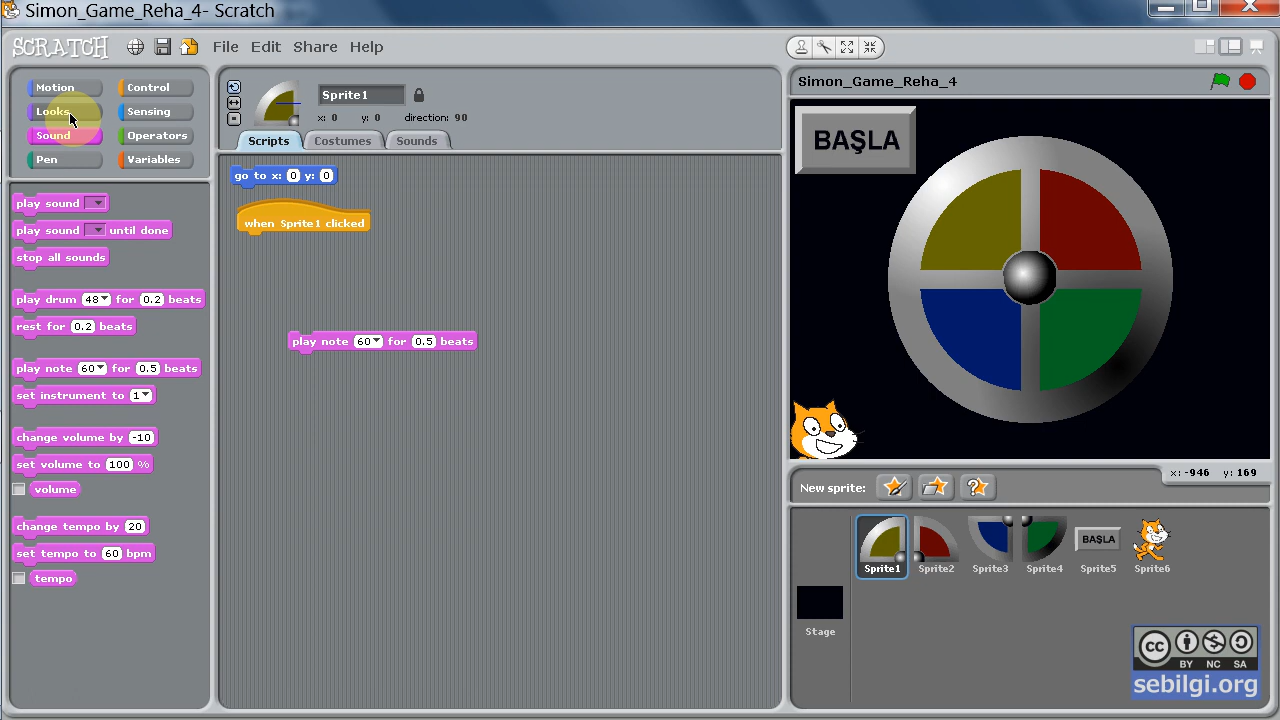 Simon_Game_Reha_4- Scratch
SCRATCH File Edit Share Help
Motion Control
Looks Sensing
Sound Operators
Pen Variables
play sound
play sound until done
stop all sounds
play drum 48 for 0.2 beats
rest for 0.2 beats
play note 60 for 0.5 beats
set instrument to 1
change volume by -10
set volume to 100 %
volume
change tempo by 20
set tempo to 60 bpm
tempo
Sprite1
x: 0 y: 0 direction: 90
Scripts Costumes Sounds
go to x: 0 y: 0
when Sprite1 clicked
play note 60 for 0.5 beats
Simon_Game_Reha_4
BAŞLA
x: -946 y: 169
New sprite:
BAŞLA
Sprite1 Sprite2 Sprite3 Sprite4 Sprite5 Sprite6
Stage
cc BY NC SA
sebilgi.org